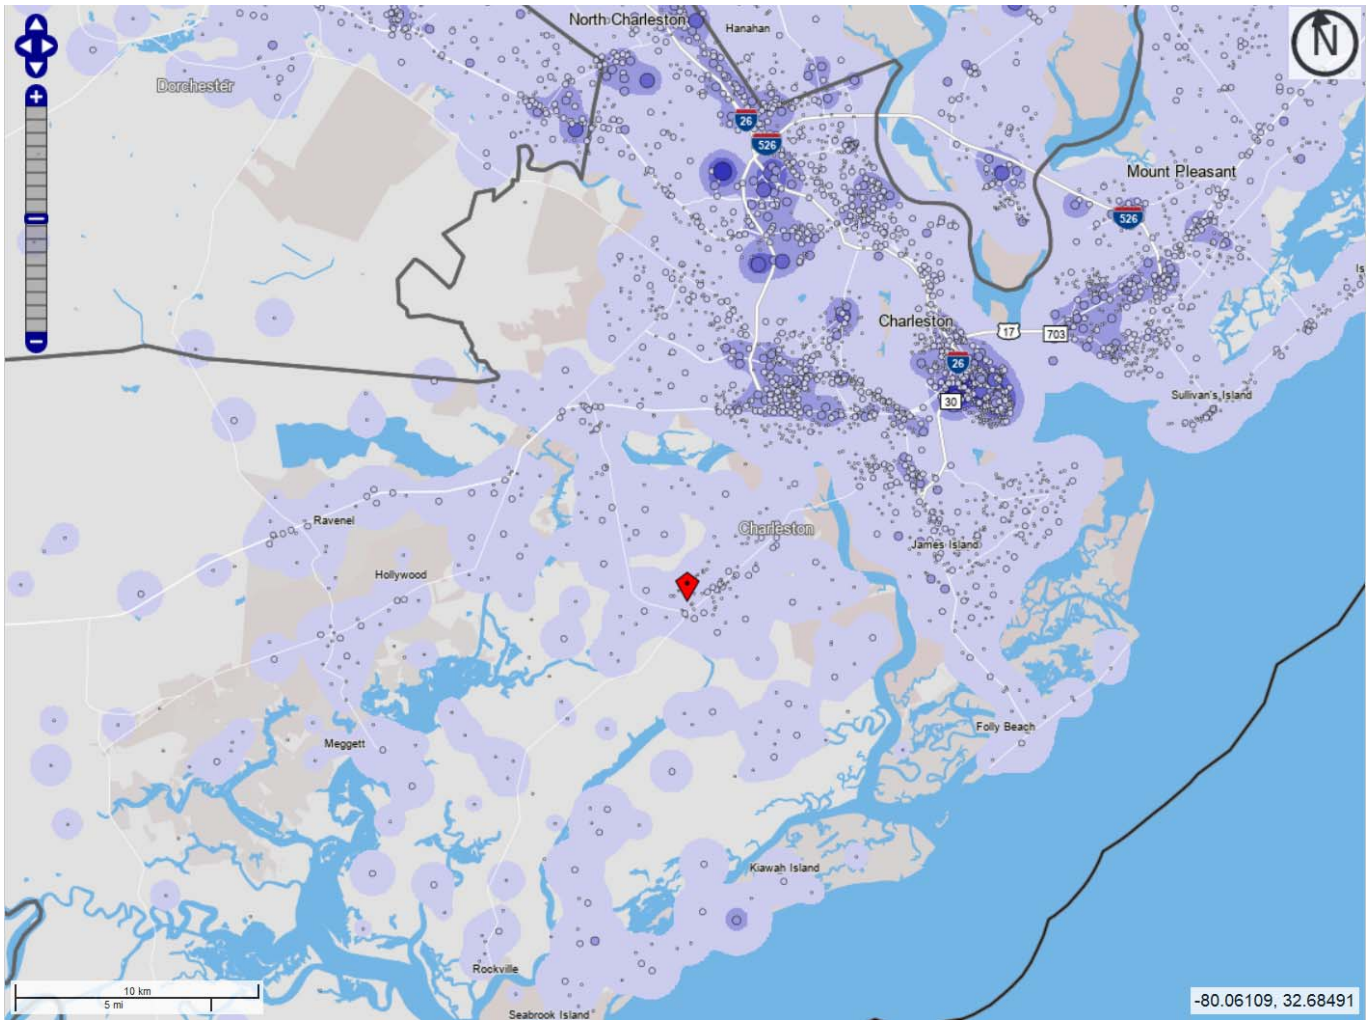 North Charleston
Hanahan
N
Dorchester
26
526
Mount Pleasant
526
Is
Charleston
17
703
26
30
Sullivan's Island
Ravenel
Charleston
James Island
Hollywood
Folly Beach
Meggett
Kiawah Island
Rockville
10 km
5 mi
Seabrook Island
-80.06109, 32.68491